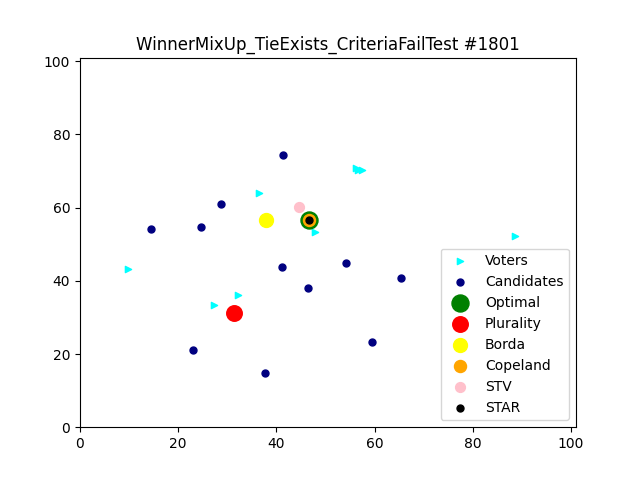 WinnerMixUp_TieExists_CriteriaFailTest #1801
100
80
60
40
20
0
0 20 40 60 80 100
Voters
Candidates
Optimal
Plurality
Borda
Copeland
STV
STAR